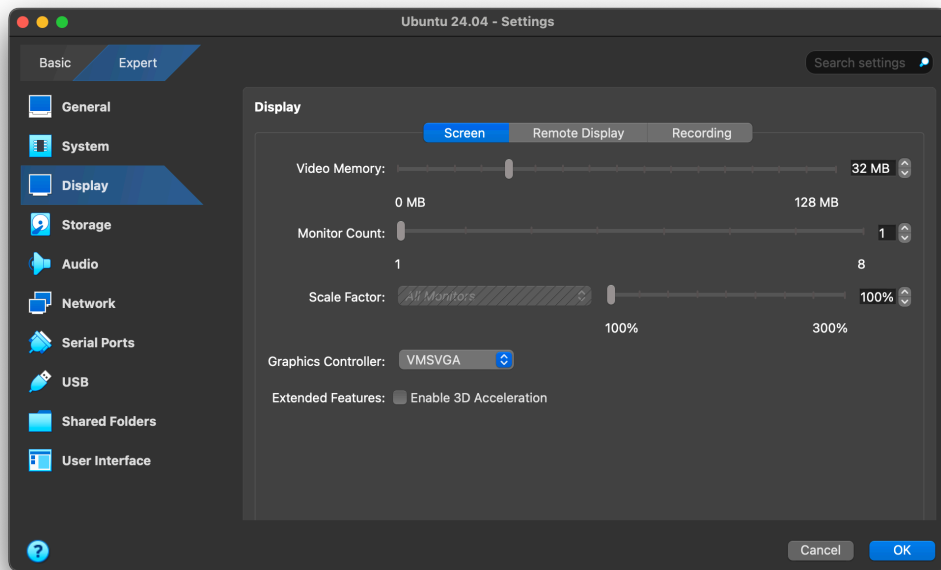 Ubuntu 24.04 - Settings
Basic
Expert
Search settings
General
System
Display
Storage
Audio
Network
Serial Ports
USB
Shared Folders
User Interface
Display
Screen
Remote Display
Recording
Video Memory:
32 MB
0 MB
128 MB
Monitor Count:
1
1
8
Scale Factor:
All Monitors
100%
100%
300%
Graphics Controller:
VMSVGA
Extended Features:
Enable 3D Acceleration
?
Cancel
OK